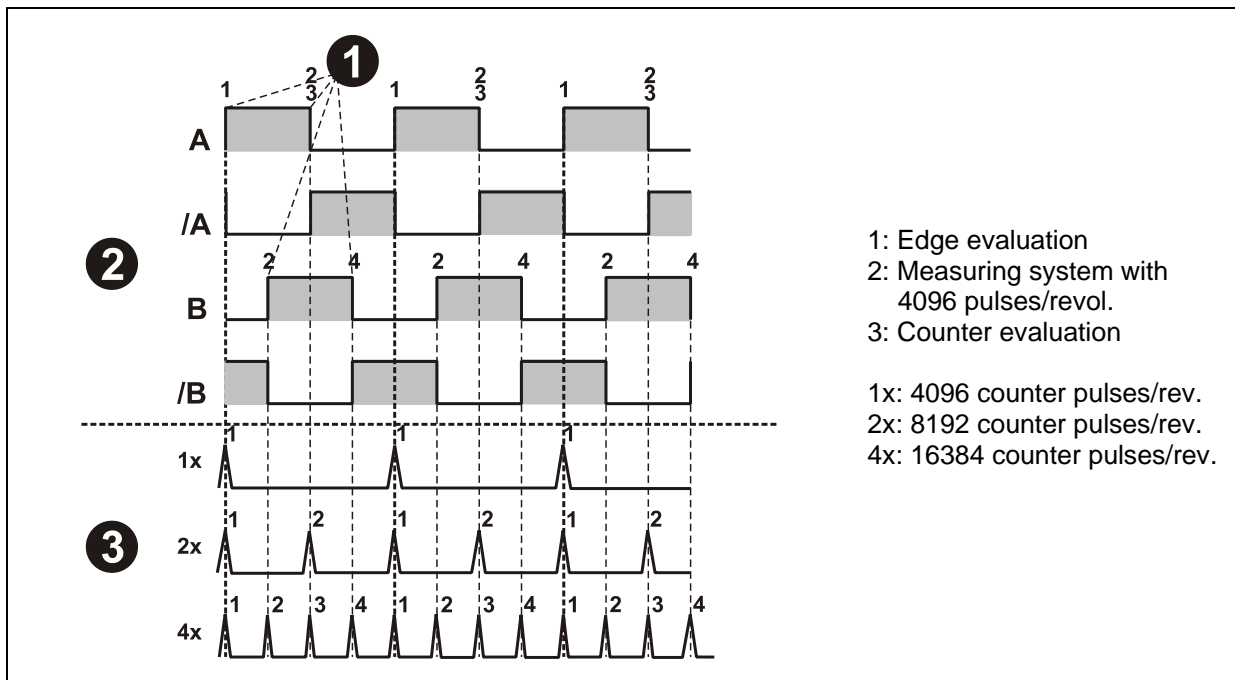 1
1 2 1 2 1 2
3 3 3
A
/A
2
2 4 2 4 2 4
B
/B
1 1 1
1x
3
1 2 1 2 1 2
2x
1 2 3 4 1 2 3 4 1 2 3 4
4x
1: Edge evaluation
2: Measuring system with
4096 pulses/revol.
3: Counter evaluation
1x: 4096 counter pulses/rev.
2x: 8192 counter pulses/rev.
4x: 16384 counter pulses/rev.